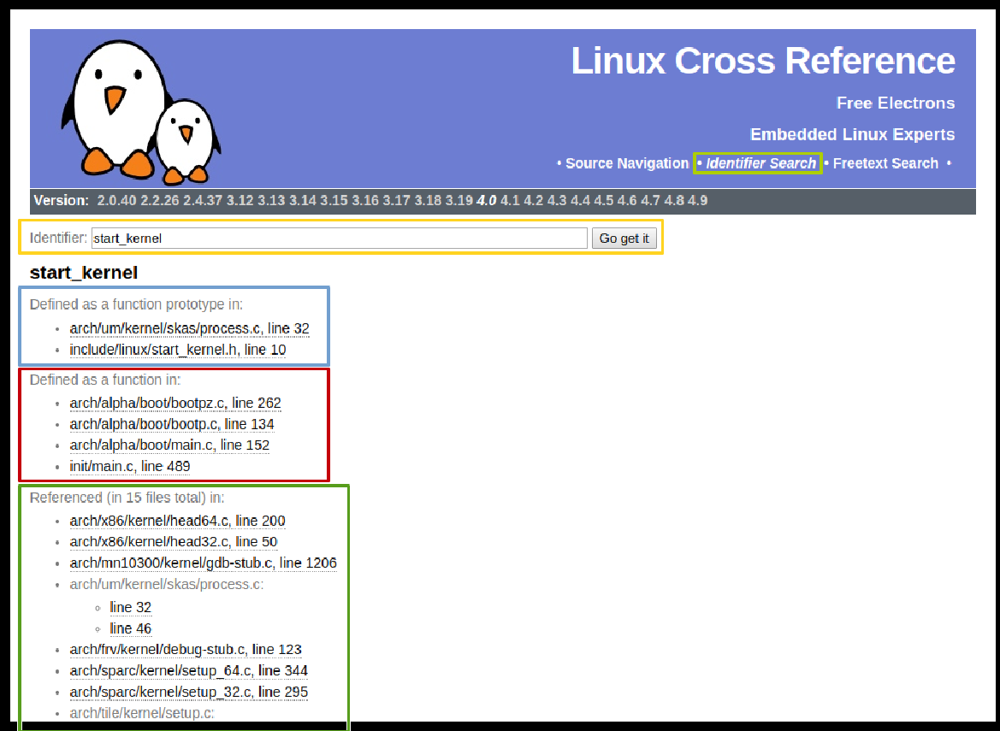 Linux Cross Reference
Free Electrons
Embedded Linux Experts
• Source Navigation • Identifier Search • Freetext Search •
Version: 2.0.40 2.2.26 2.4.37 3.12 3.13 3.14 3.15 3.16 3.17 3.18 3.19 4.0 4.1 4.2 4.3 4.4 4.5 4.6 4.7 4.8 4.9
Identifier: start_kernel Go get it
start_kernel
Defined as a function prototype in:
• arch/um/kernel/skas/process.c, line 32
• include/linux/start_kernel.h, line 10
Defined as a function in:
• arch/alpha/boot/bootpz.c, line 262
• arch/alpha/boot/bootp.c, line 134
• arch/alpha/boot/main.c, line 152
• init/main.c, line 489
Referenced (in 15 files total) in:
• arch/x86/kernel/head64.c, line 200
• arch/x86/kernel/head32.c, line 50
• arch/mn10300/kernel/gdb-stub.c, line 1206
• arch/um/kernel/skas/process.c:
◦ line 32
◦ line 46
• arch/frv/kernel/debug-stub.c, line 123
• arch/sparc/kernel/setup_64.c, line 344
• arch/sparc/kernel/setup_32.c, line 295
• arch/tile/kernel/setup.c: